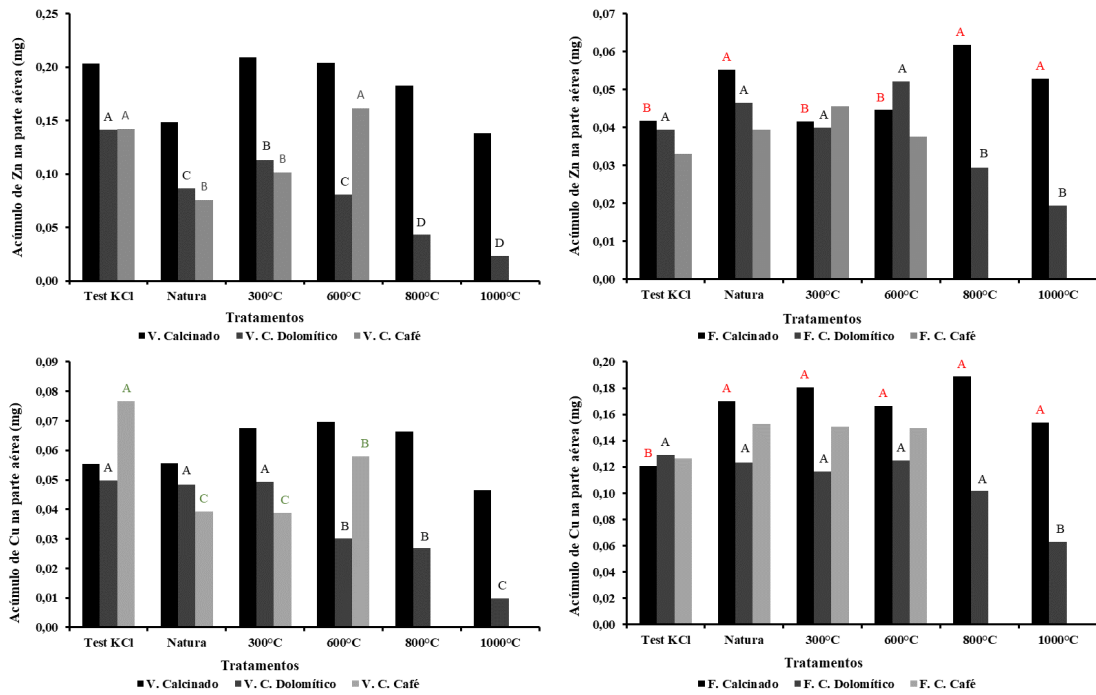 Acúmulo de Zn na parte aérea (mg)
0,25
0,20
0,15
0,10
0,05
0,00
A A
C B
B B
C A
D
D
Test KCl Natura 300°C 600°C 800°C 1000°C
Tratamentos
V. Calcinado V. C. Dolomítico V. C. Café
Acúmulo de Zn na parte aérea (mg)
0,07
0,06
0,05
0,04
0,03
0,02
0,01
0,00
B A
A A
B A
B A
A B
A B
Test KCl Natura 300°C 600°C 800°C 1000°C
Tratamentos
F. Calcinado F. C. Dolomítico F. C. Café
Acúmulo de Cu na parte aérea (mg)
0,09
0,08
0,07
0,06
0,05
0,04
0,03
0,02
0,01
0,00
A A
A C
A C
B B
B
C
Test KCl Natura 300°C 600°C 800°C 1000°C
Tratamentos
V. Calcinado V. C. Dolomítico V. C. Café
Acúmulo de Cu na parte aérea (mg)
0,20
0,18
0,16
0,14
0,12
0,10
0,08
0,06
0,04
0,02
0,00
B A
A A
A A
A A
A A
A B
Test KCl Natura 300°C 600°C 800°C 1000°C
Tratamentos
F. Calcinado F. C. Dolomítico F. C. Café